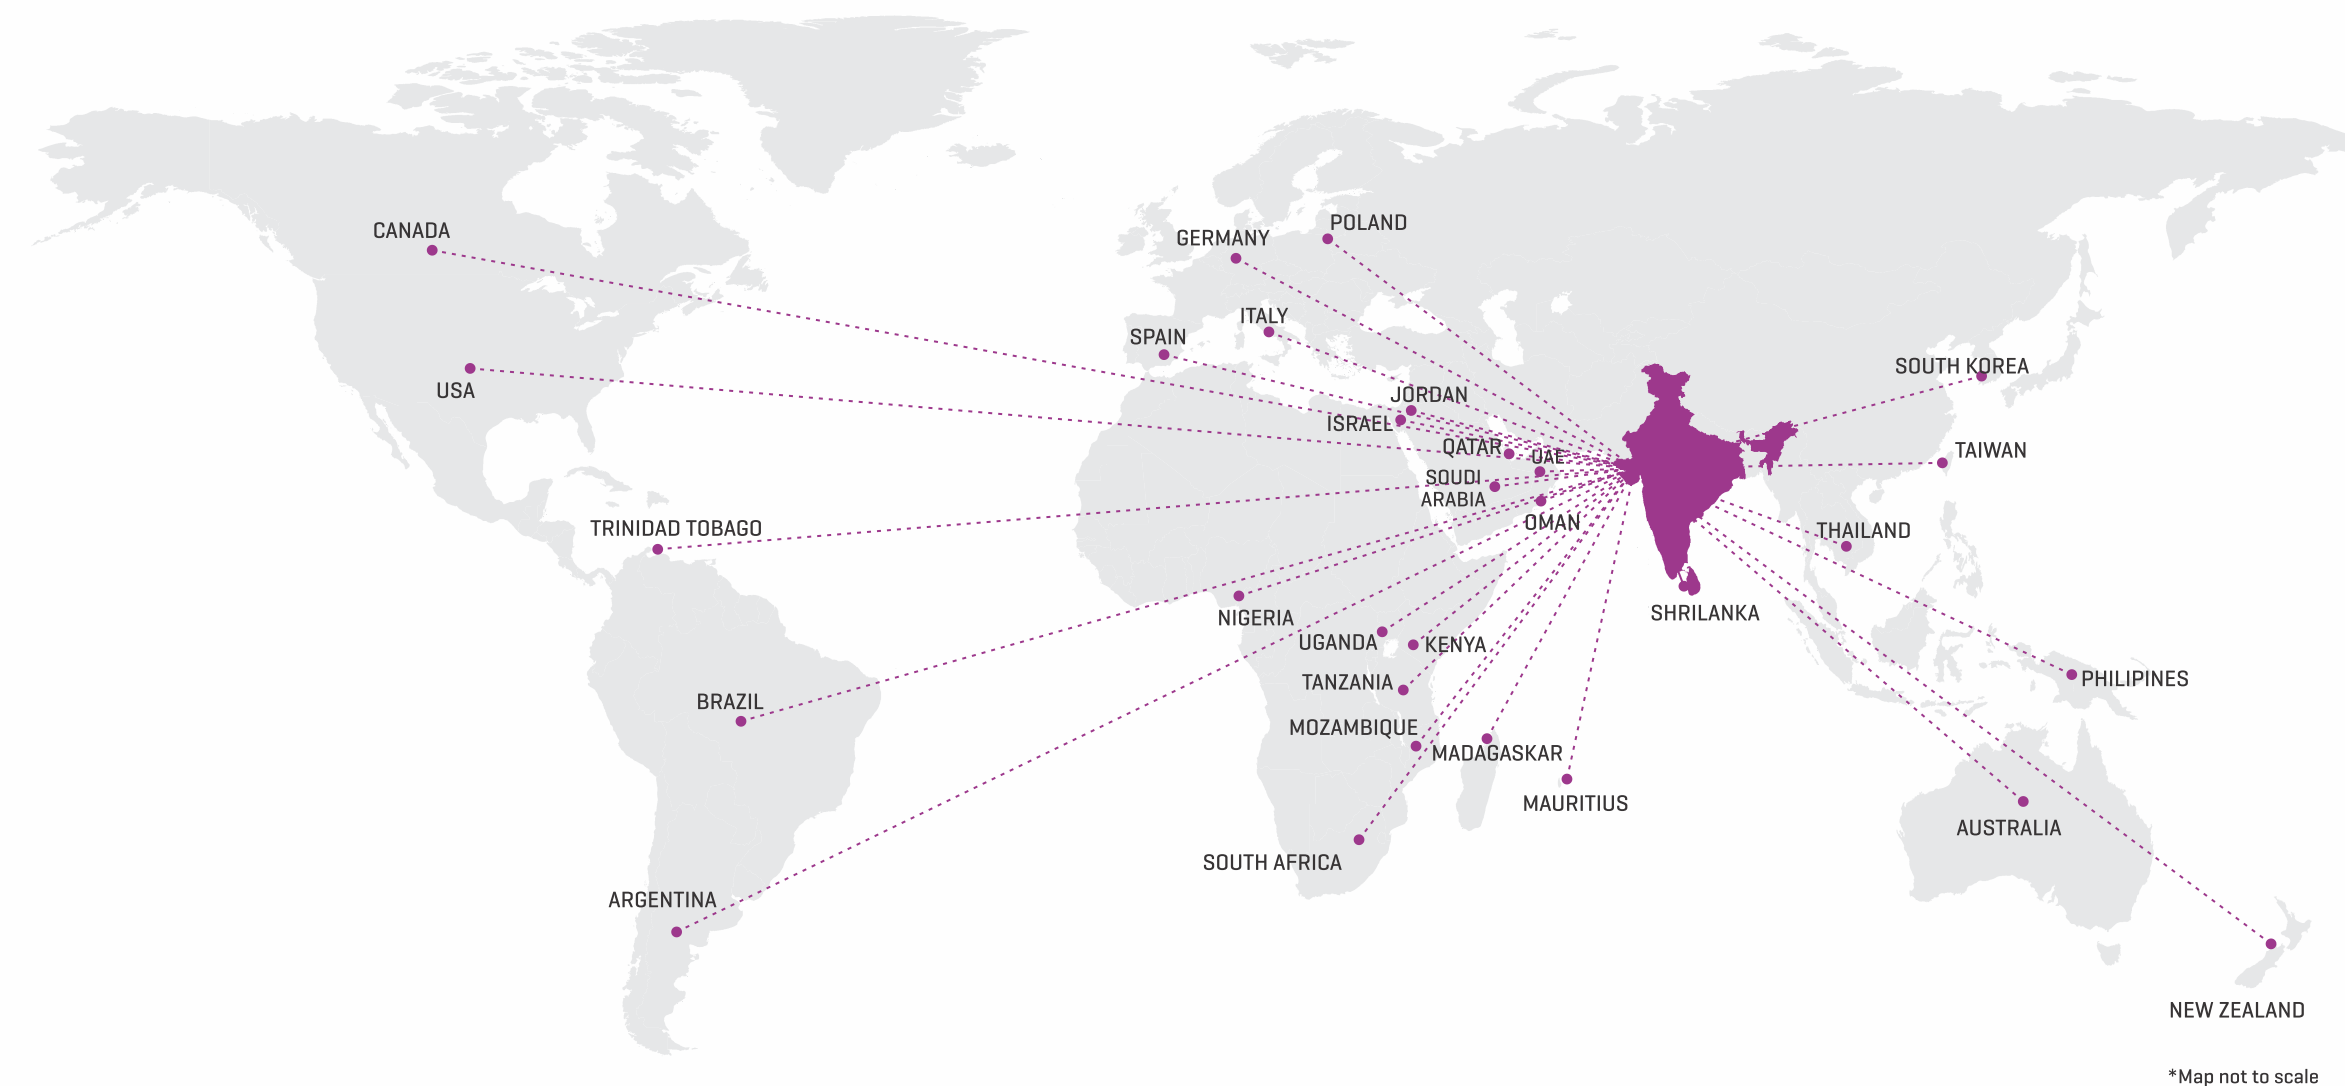 POLAND
CANADA
GERMANY
ITALY
SPAIN
SOUTH KOREA
USA
JORDAN
ISRAEL
QATAR
UAE
TAIWAN
SOUDI
ARABIA
OMAN
TRINIDAD TOBAGO
THAILAND
SHRILANKA
NIGERIA
UGANDA
KENYA
PHILIPINES
TANZANIA
BRAZIL
MOZAMBIQUE
MADAGASKAR
MAURITIUS
AUSTRALIA
SOUTH AFRICA
ARGENTINA
NEW ZEALAND
*Map not to scale